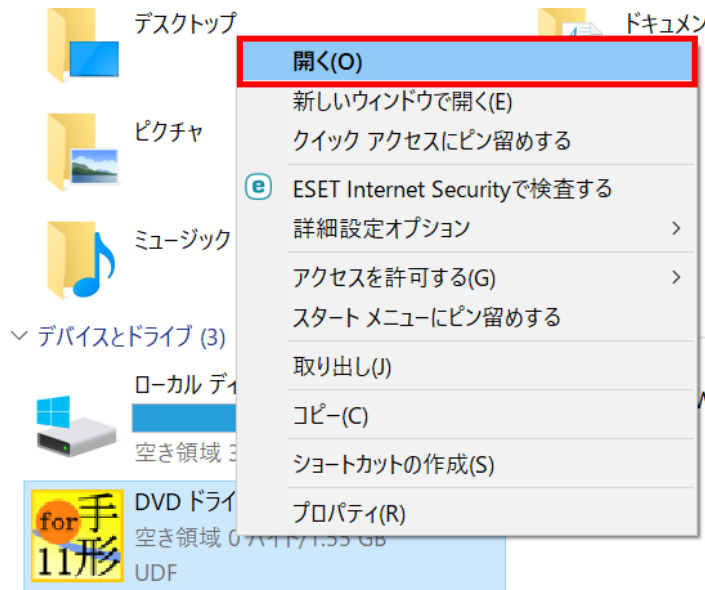 デスクトップ
ドキュメン
ピクチャ
ミュージック
デバイスとドライブ (3)
ローカル ディ
空き領域 3
DVD ドライ
空き領域 0 バイト/1.55 GB
UDF
for手
11形
開く(O)
新しいウィンドウで開く(E)
クイック アクセスにピン留めする
e
ESET Internet Securityで検査する
詳細設定オプション
アクセスを許可する(G)
スタート メニューにピン留めする
取り出し(J)
コピー(C)
ショートカットの作成(S)
プロパティ(R)